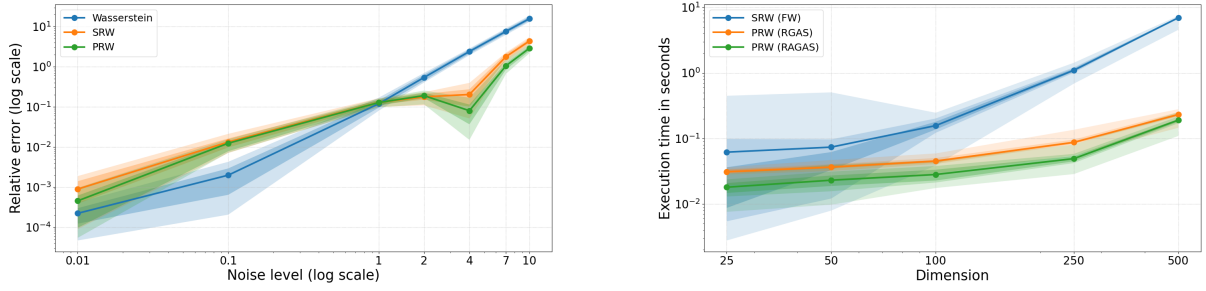 Relative error (log scale)
10¹
10⁰
10⁻¹
10⁻²
10⁻³
10⁻⁴
Wasserstein
SRW
PRW
0.01
0.1
1
2
4
7
10
Noise level (log scale)
Execution time in seconds
10¹
10⁰
10⁻¹
10⁻²
SRW (FW)
PRW (RGAS)
PRW (RAGAS)
25
50
100
250
500
Dimension